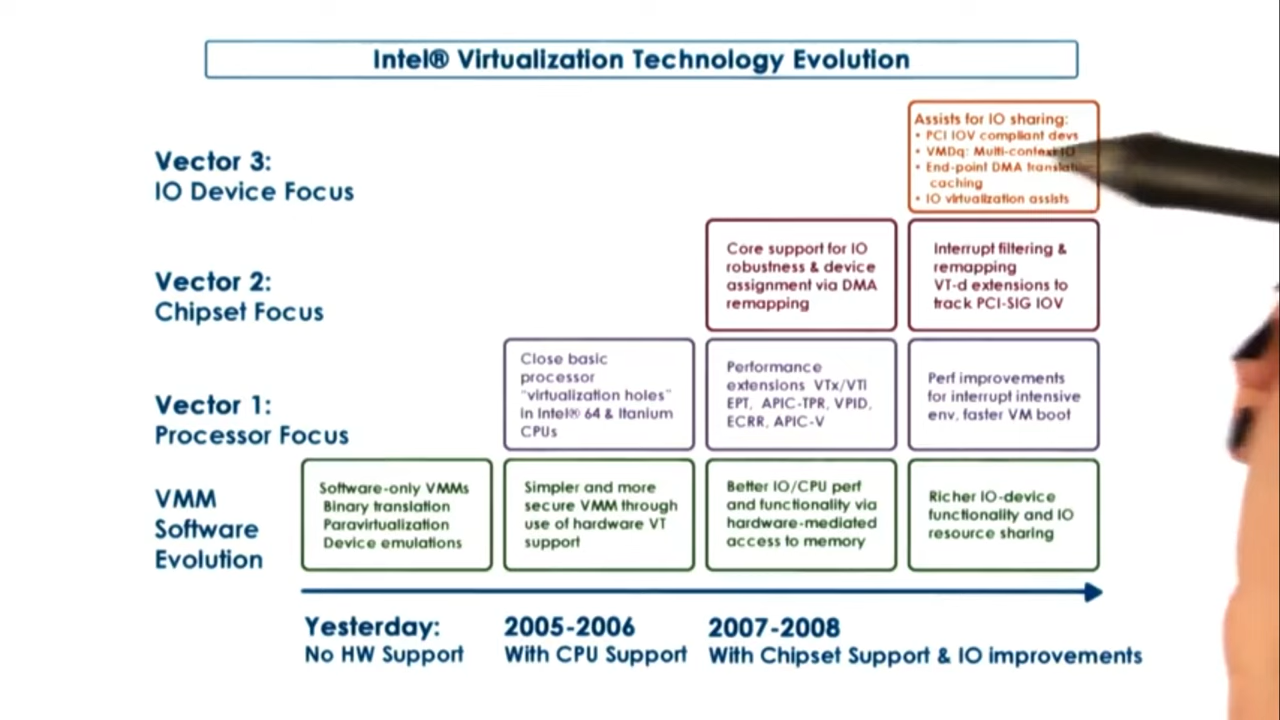 Intel® Virtualization Technology Evolution
Assists for IO sharing:
• PCI IOV compliant devs
• VMDq: Multi-context IO
• End-point DMA
caching
• IO virtualization assists
Vector 3:
IO Device Focus
Core support for IO
robustness & device
assignment via DMA
remapping
Interrupt filtering &
remapping
VT-d extensions to
track PCI-SIG IOV
Vector 2:
Chipset Focus
Close basic
processor
"virtualization holes"
in Intel® 64 & Itanium
CPUs
Performance
extensions VTx/VTi
EPT, APIC-TPR, VPID,
ECRR, APIC-V
Perf improvements
for interrupt intensive
env, faster VM boot
Vector 1:
Processor Focus
VMM
Software
Evolution
Software-only VMMs
Binary translation
Paravirtualization
Device emulations
Simpler and more
secure VMM through
use of hardware VT
support
Better IO/CPU perf
and functionality via
hardware-mediated
access to memory
Richer IO-device
functionality and IO
resource sharing
Yesterday:
No HW Support
2005-2006
With CPU Support
2007-2008
With Chipset Support & IO improvements